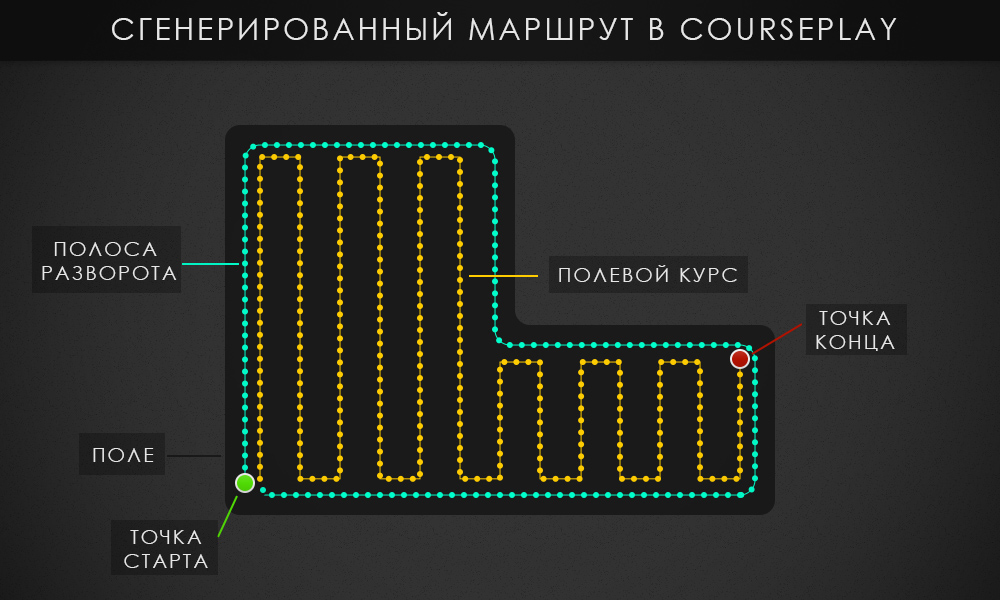 СГЕНЕРИРОВАННЫЙ МАРШРУТ В COURSEPLAY
ПОЛОСА
РАЗВОРОТА
ПОЛЕВОЙ КУРС
ТОЧКА
КОНЦА
ПОЛЕ
ТОЧКА
СТАРТА